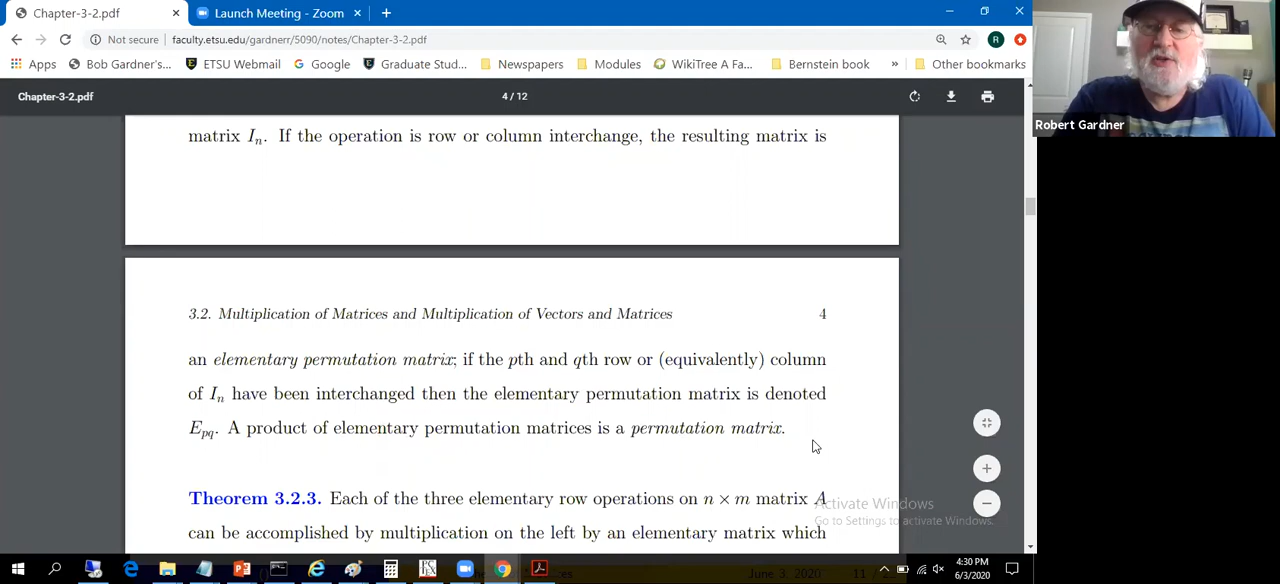 Chapter-3-2.pdf
Launch Meeting - Zoom
Not secure | faculty.etsu.edu/gardnerr/5090/notes/Chapter-3-2.pdf
Apps Bob Gardner's... ETSU Webmail Google Graduate Stud... Newspapers Modules WikiTree A Fa... Bernstein book » Other bookmarks
Chapter-3-2.pdf 4 / 12
Robert Gardner
matrix Iₙ. If the operation is row or column interchange, the resulting matrix is
3.2. Multiplication of Matrices and Multiplication of Vectors and Matrices 4
an elementary permutation matrix; if the pth and qth row or (equivalently) column
of Iₙ have been interchanged then the elementary permutation matrix is denoted
E_pq. A product of elementary permutation matrices is a permutation matrix.
Theorem 3.2.3. Each of the three elementary row operations on n × m matrix A
can be accomplished by multiplication on the left by an elementary matrix which
Activate Windows
Go to Settings to activate Windows.
June 3, 2020 11
4:30 PM
6/3/2020